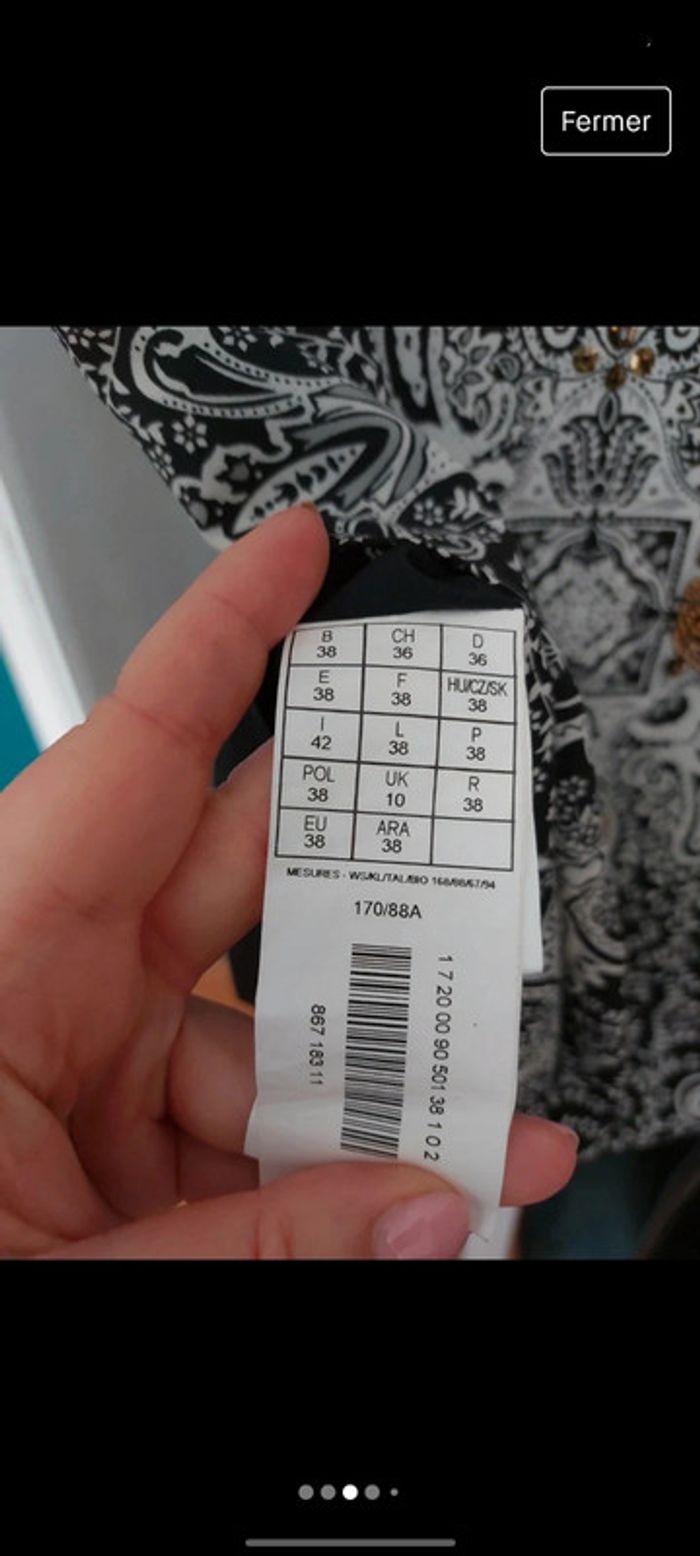 Fermer
B CH D
38 36 36
E F HU/CZ/SK
38 38 38
I L P
42 38 38
POL UK R
38 10 38
EU ARA
38 38
MESURES - WS/KL/TAL/BIO 168/88/67/94
170/88A
1 7 20 00 90 501 38 1 0 2
867 183 11